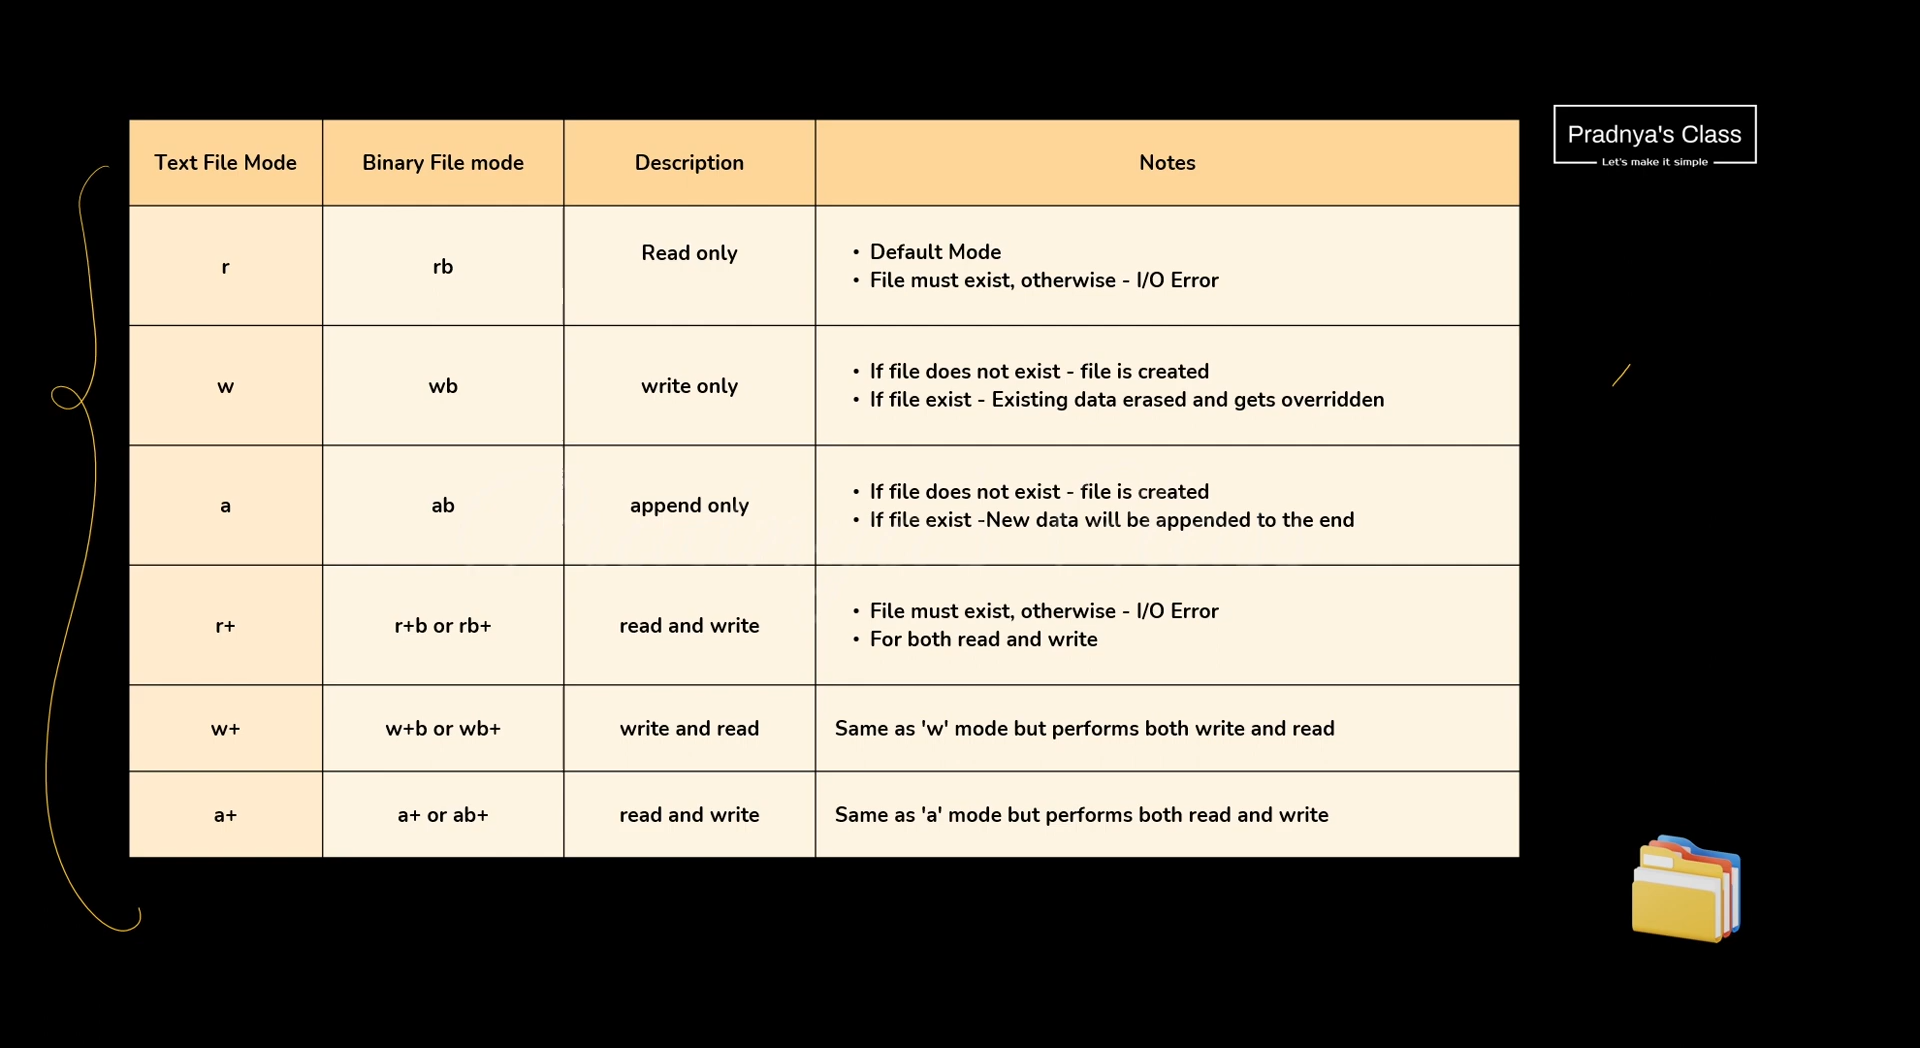 Pradnya's Class
Let's make it simple
Text File Mode Binary File mode Description Notes
r rb Read only
• Default Mode
• File must exist, otherwise - I/O Error
w wb write only
• If file does not exist - file is created
• If file exist - Existing data erased and gets overridden
a ab append only
• If file does not exist - file is created
• If file exist -New data will be appended to the end
r+ r+b or rb+ read and write
• File must exist, otherwise - I/O Error
• For both read and write
w+ w+b or wb+ write and read Same as 'w' mode but performs both write and read
a+ a+ or ab+ read and write Same as 'a' mode but performs both read and write